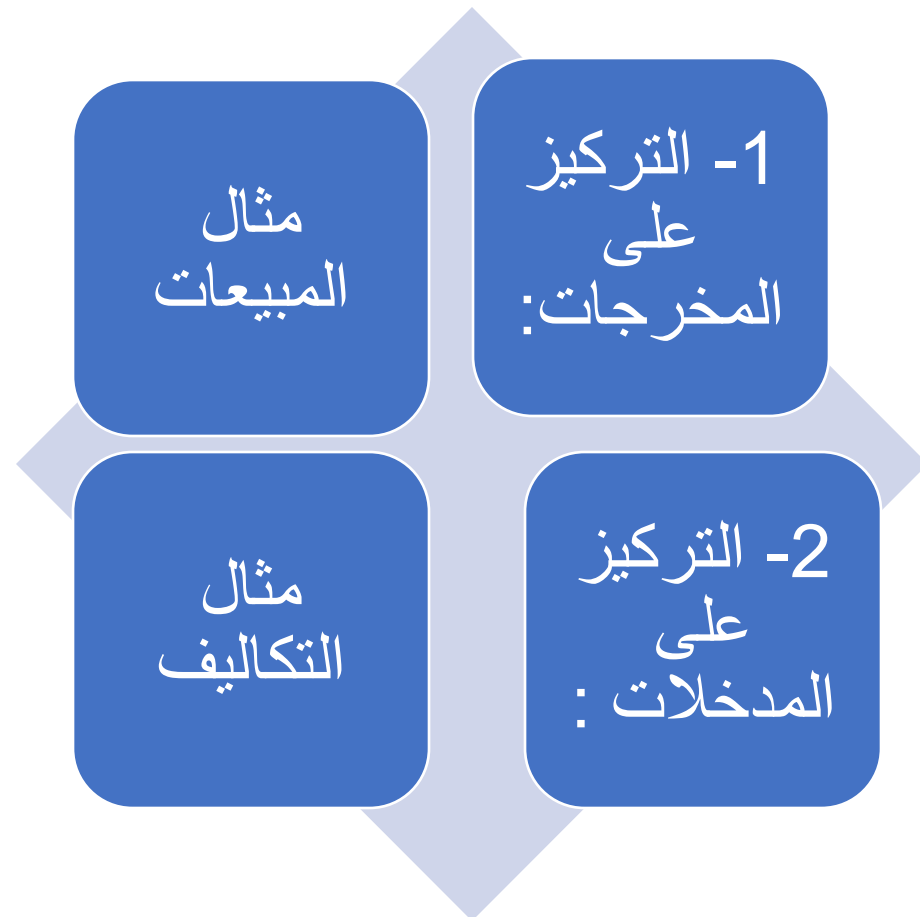 1- التركيز
على
المخرجات:
مثال
المبيعات
2- التركيز
على
المدخلات :
مثال
التكاليف